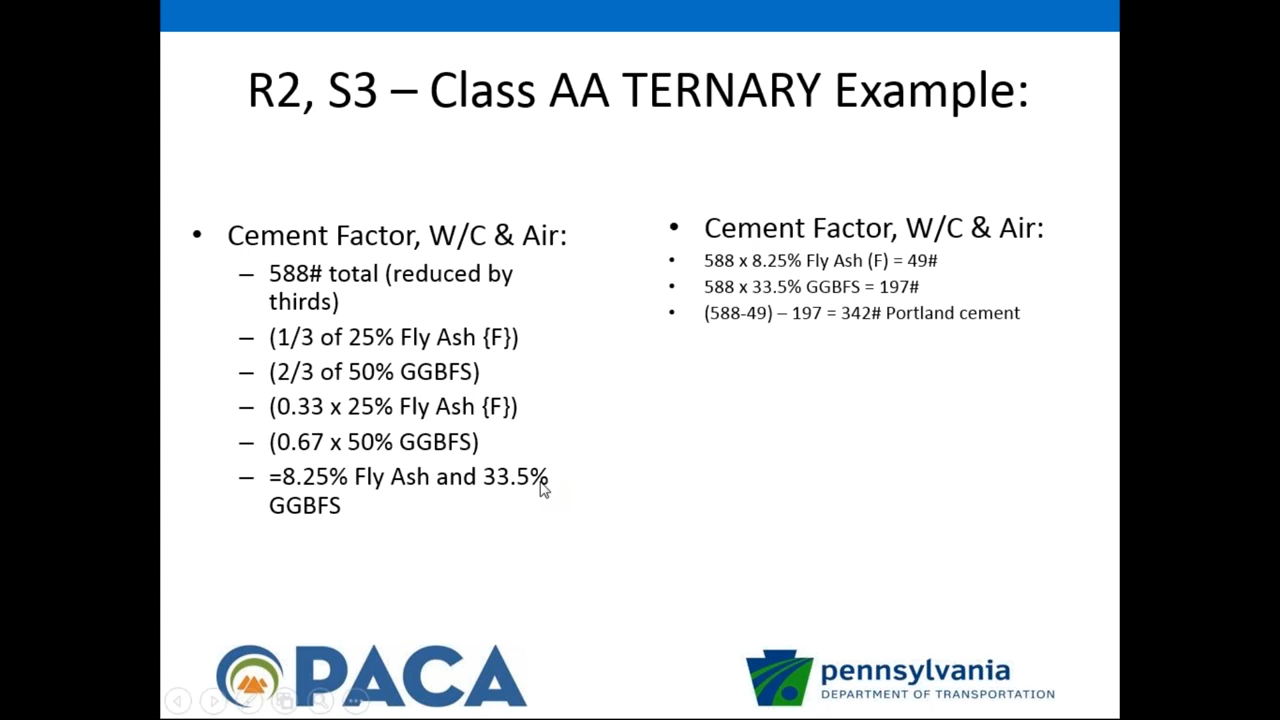 R2, S3 – Class AA TERNARY Example:
• Cement Factor, W/C & Air:
– 588# total (reduced by
thirds)
– (1/3 of 25% Fly Ash {F})
– (2/3 of 50% GGBFS)
– (0.33 x 25% Fly Ash {F})
– (0.67 x 50% GGBFS)
– =8.25% Fly Ash and 33.5%
GGBFS
• Cement Factor, W/C & Air:
• 588 x 8.25% Fly Ash (F) = 49#
• 588 x 33.5% GGBFS = 197#
• (588-49) – 197 = 342# Portland cement
PACA
pennsylvania
DEPARTMENT OF TRANSPORTATION